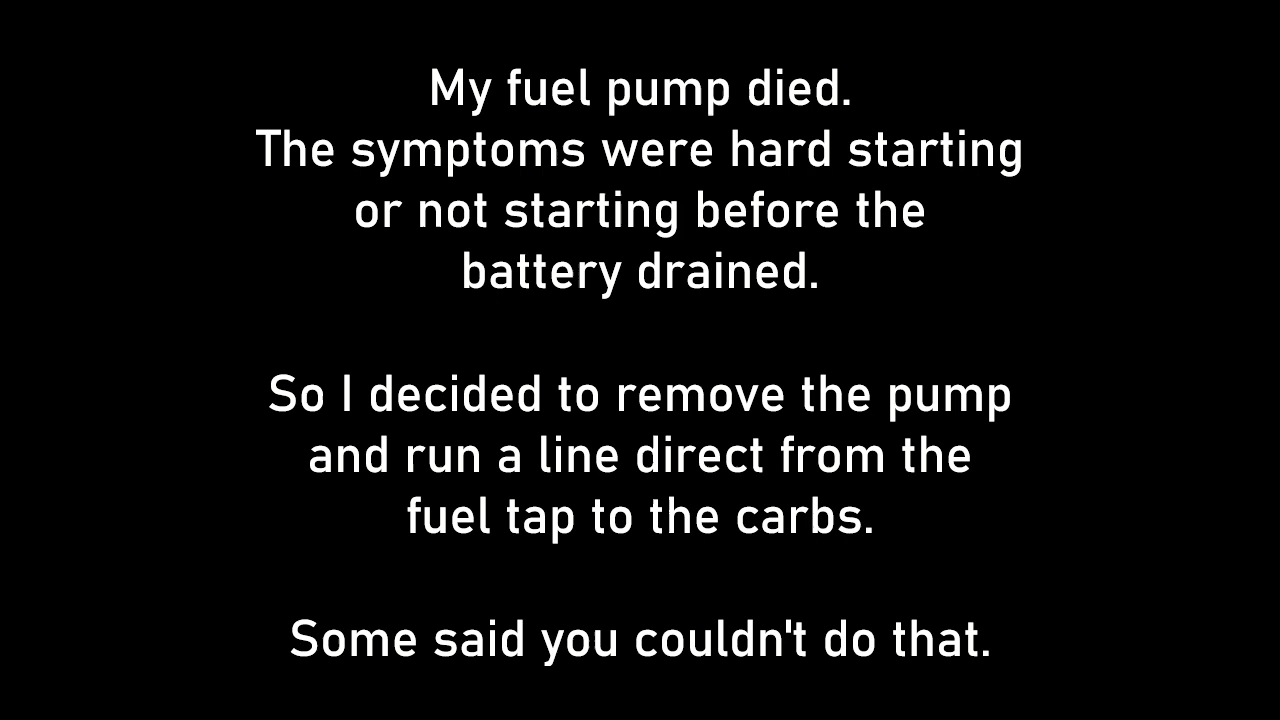 My fuel pump died.
The symptoms were hard starting
or not starting before the
battery drained.
So I decided to remove the pump
and run a line direct from the
fuel tap to the carbs.
Some said you couldn't do that.